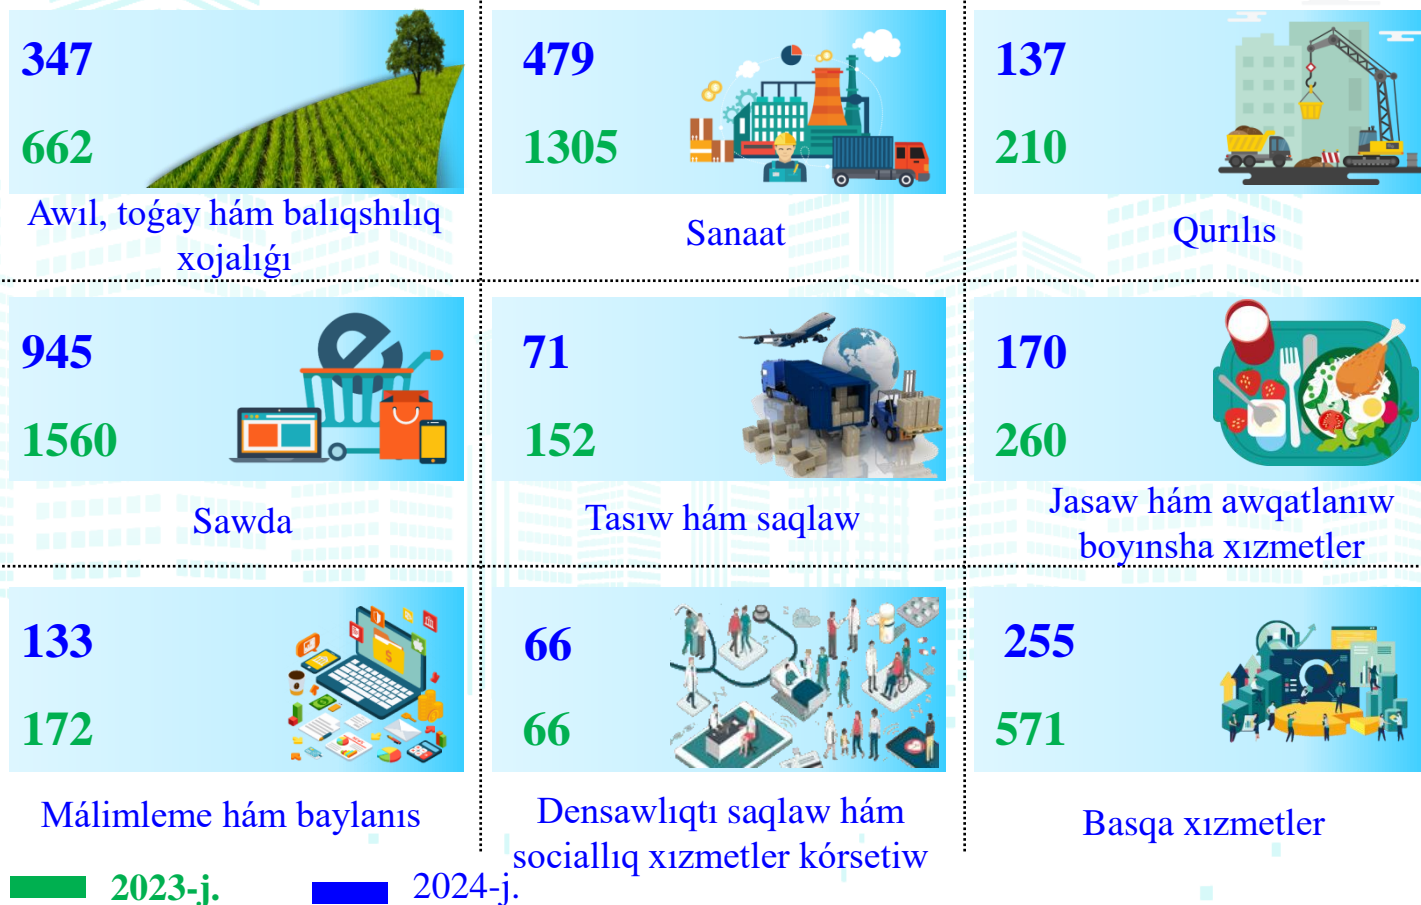 347
662
Awıl, toǵay hám balıqshılıq
xojalıǵı
479
1305
Sanaat
137
210
Qurılıs
945
1560
Sawda
71
152
Tasıw hám saqlaw
170
260
Jasaw hám awqatlanıw
boyınsha xızmetler
133
172
Málimleme hám baylanıs
66
66
Densawlıqtı saqlaw hám
sociallıq xızmetler kórsetiw
255
571
Basqa xızmetler
2023-j.
2024-j.